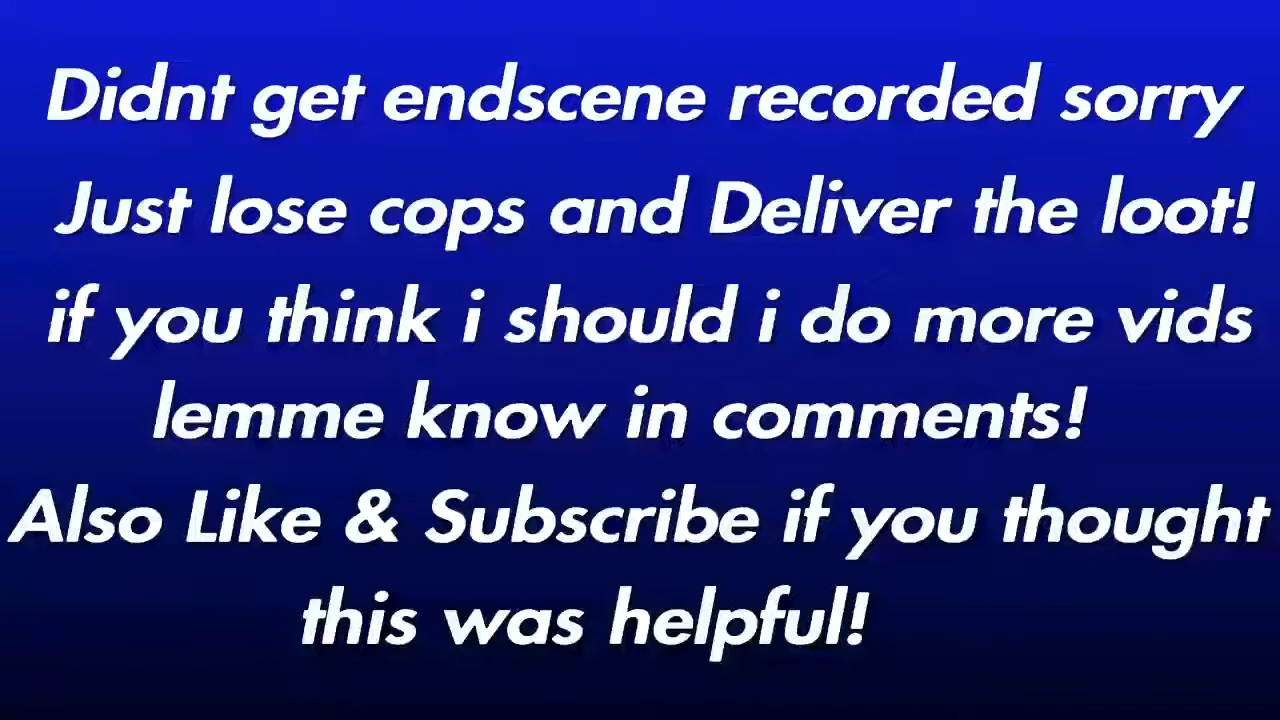 Didnt get endscene recorded sorry
Just lose cops and Deliver the loot!
if you think i should i do more vids
lemme know in comments!
Also Like & Subscribe if you thought
this was helpful!